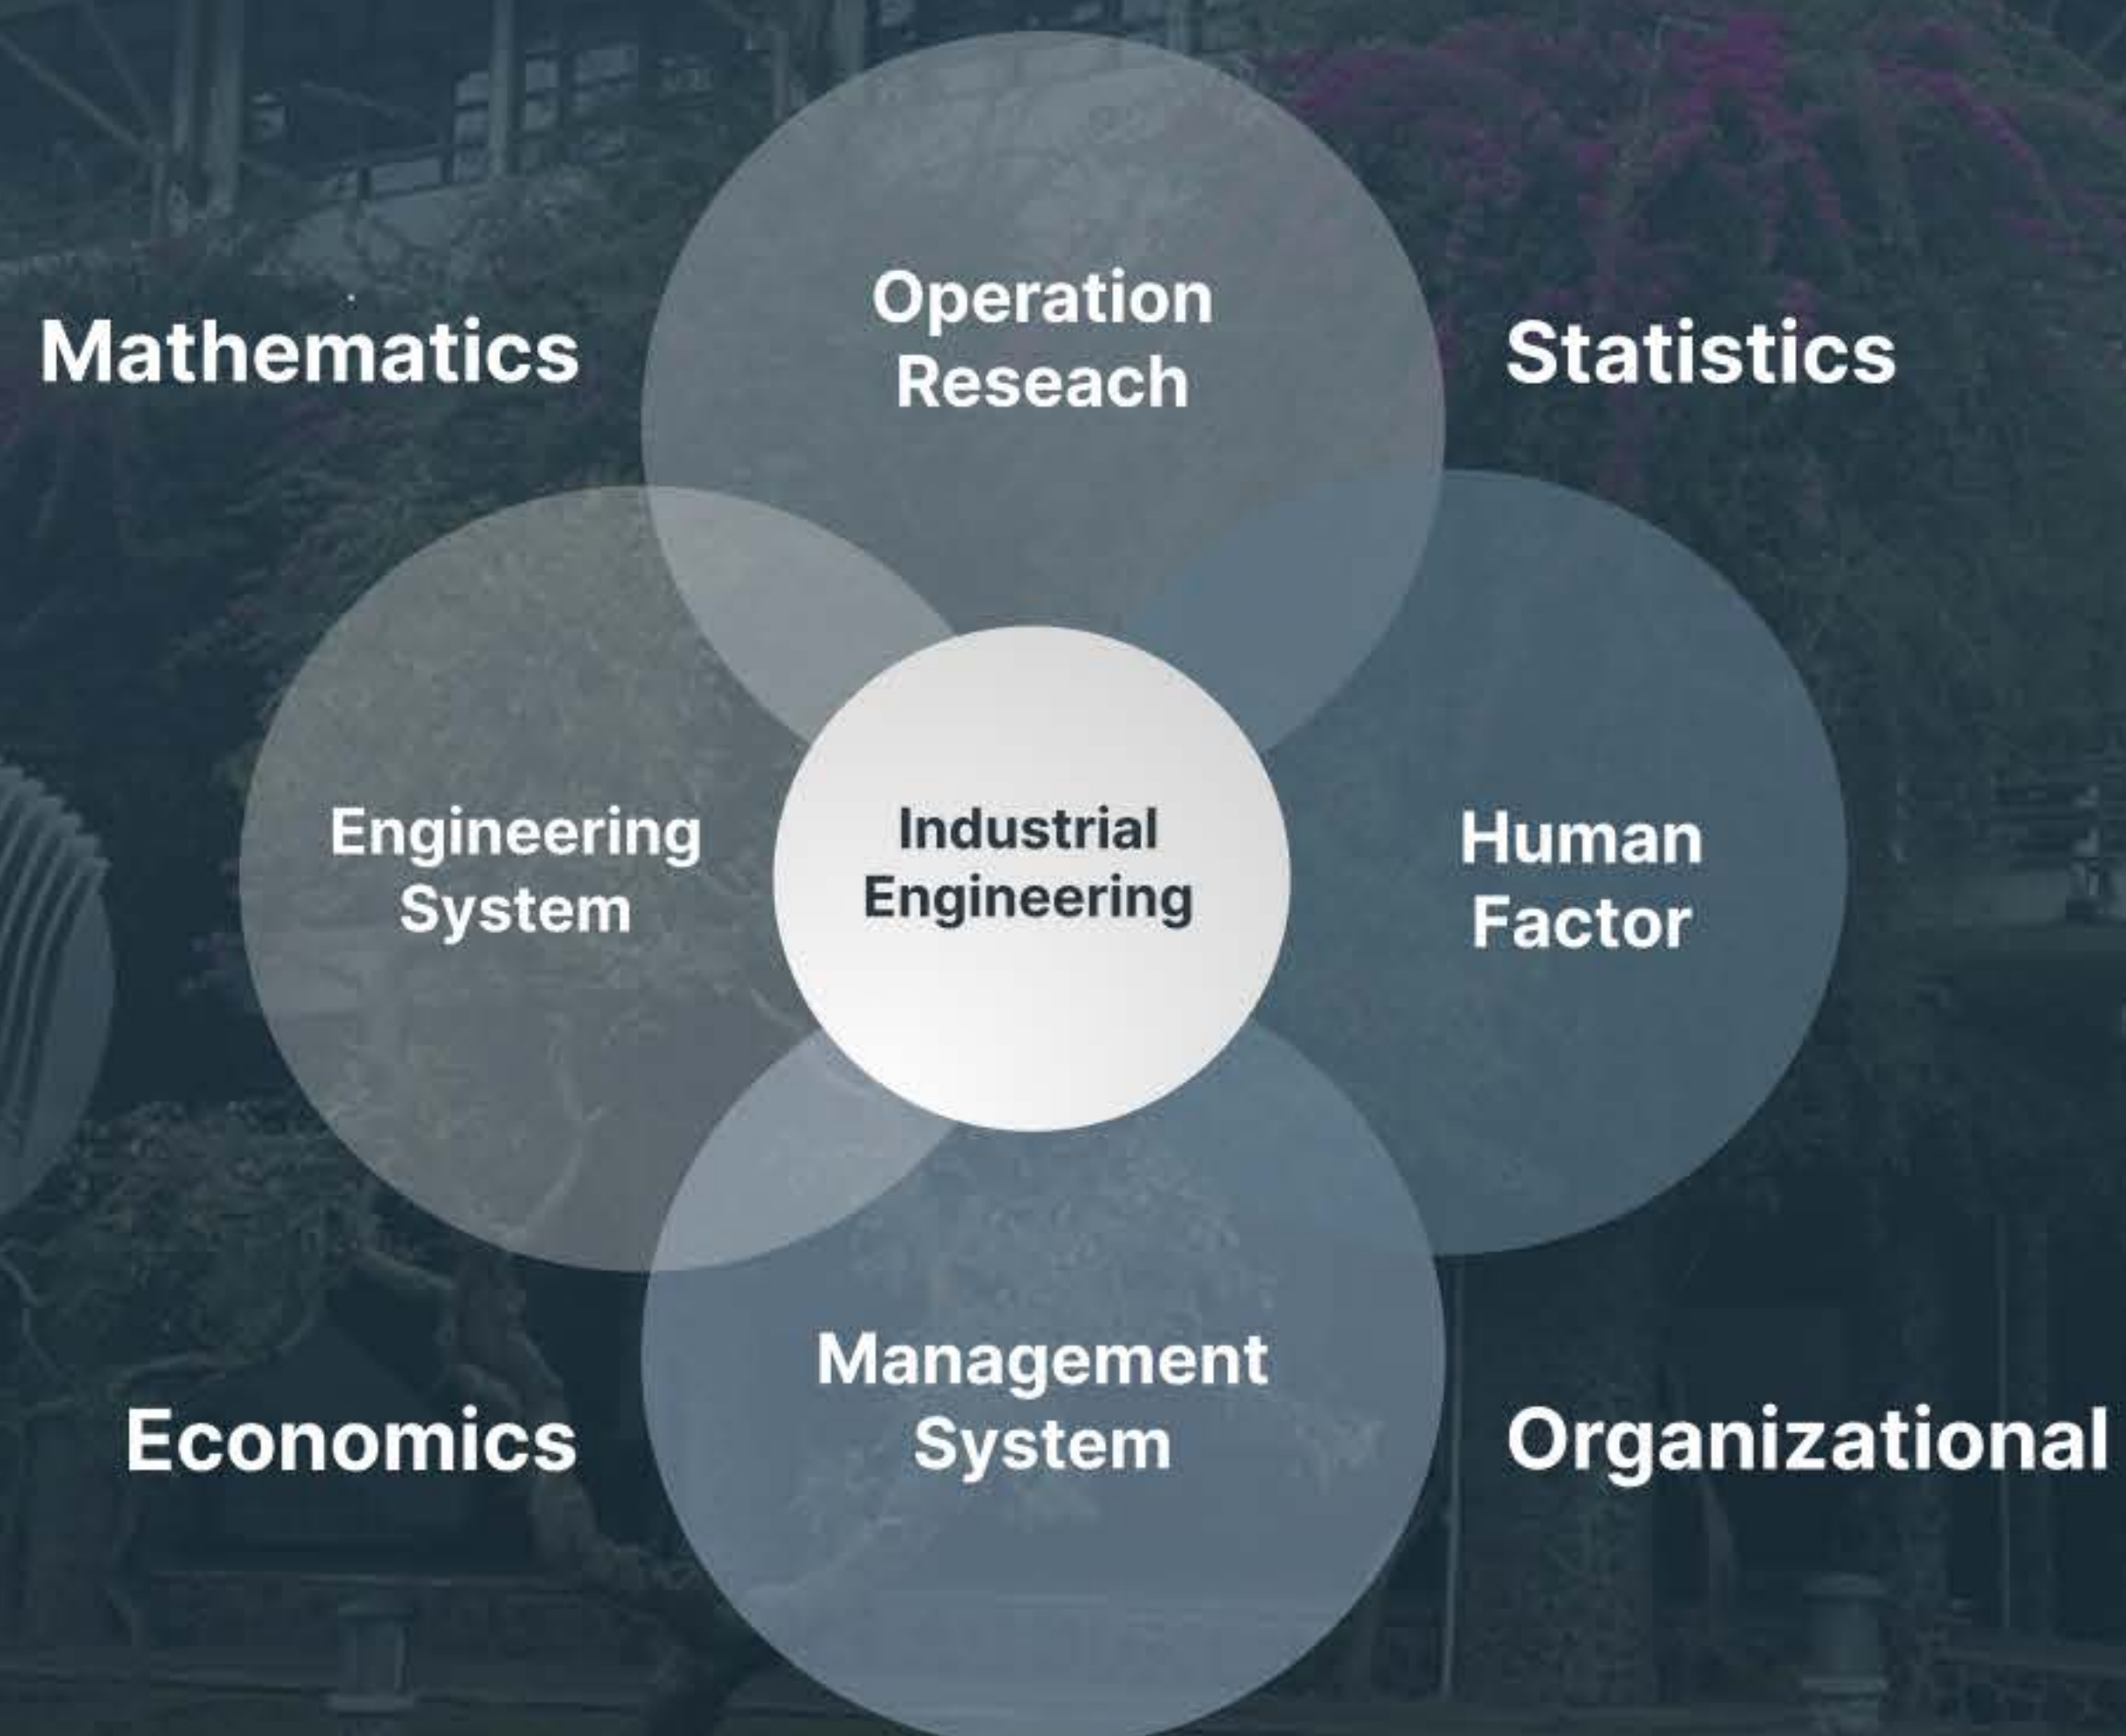 Operation
Reseach
Mathematics
Statistics
Engineering
System
Industrial
Engineering
Human
Factor
Management
System
Economics
Organizational